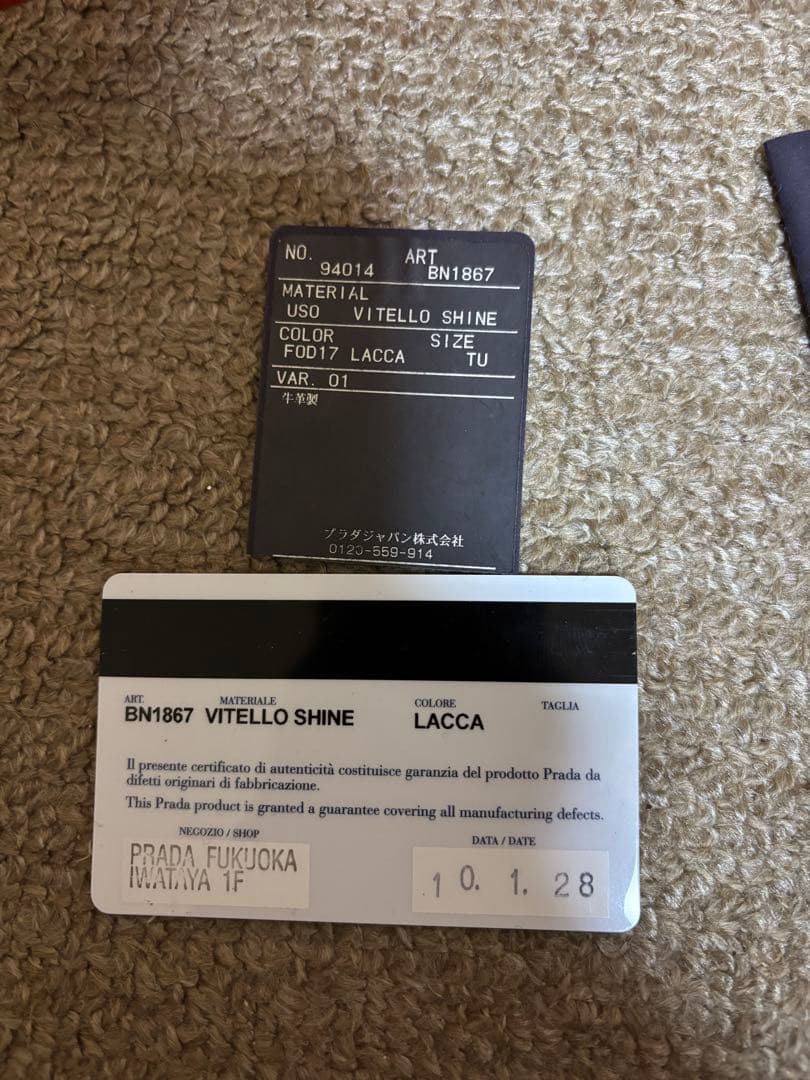 NO. ART
94014 BN1867
MATERIAL
USO VITELLO SHINE
COLOR SIZE
F0D17 LACCA TU
VAR. 01
牛革製
プラダジャパン株式会社
0120-559-914
ART. MATERIALE COLORE TAGLIA
BN1867 VITELLO SHINE LACCA
Il presente certificato di autenticità costituisce garanzia del prodotto Prada da
difetti originari di fabbricazione.
This Prada product is granted a guarantee covering all manufacturing defects.
NEGOZIO / SHOP DATA / DATE
PRADA FUKUOKA
IWATAYA 1F
10. 1. 28